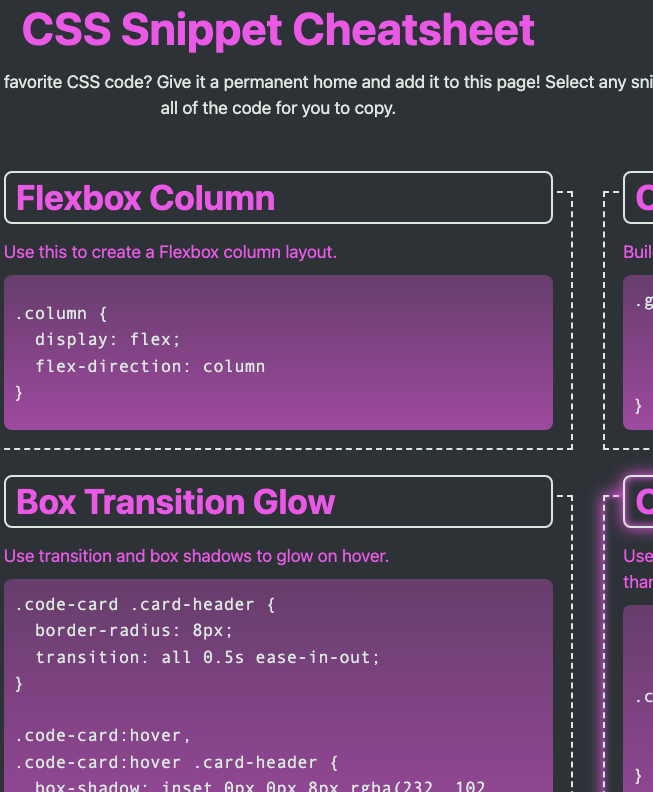 CSS Snippet Cheatsheet
favorite CSS code? Give it a permanent home and add it to this page! Select any sni
all of the code for you to copy.
Flexbox Column
Use this to create a Flexbox column layout.
.column {
  display: flex;
  flex-direction: column
}
C
Buil
.g
}
Box Transition Glow
Use transition and box shadows to glow on hover.
.code-card .card-header {
  border-radius: 8px;
  transition: all 0.5s ease-in-out;
}
.code-card:hover,
.code-card:hover .card-header {
  box-shadow: inset 0px 0px 8px rgba(232, 102,
C
Use
than
.c
}